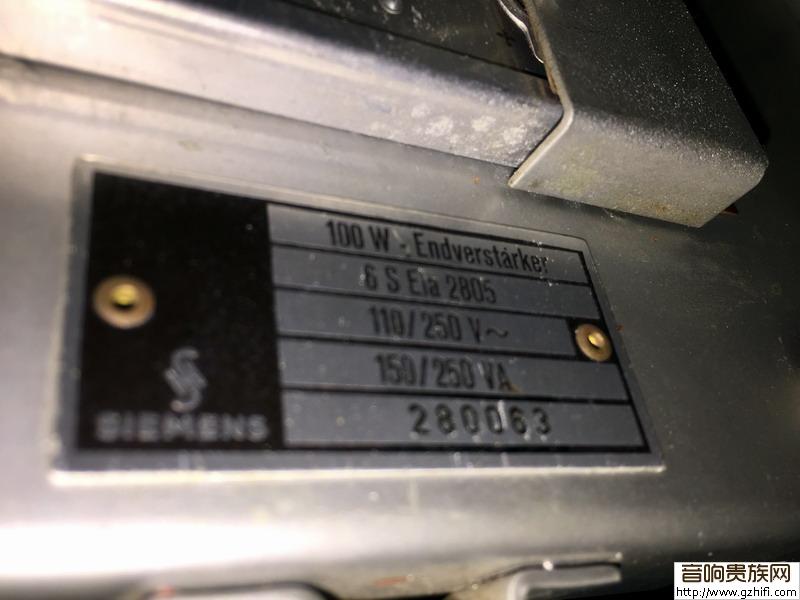 100 W - Endverstärker
6 S Ela 2805
110/250 V~
150/250 VA
280063
SIEMENS
音响贵族网
http://www.gzhifi.com/